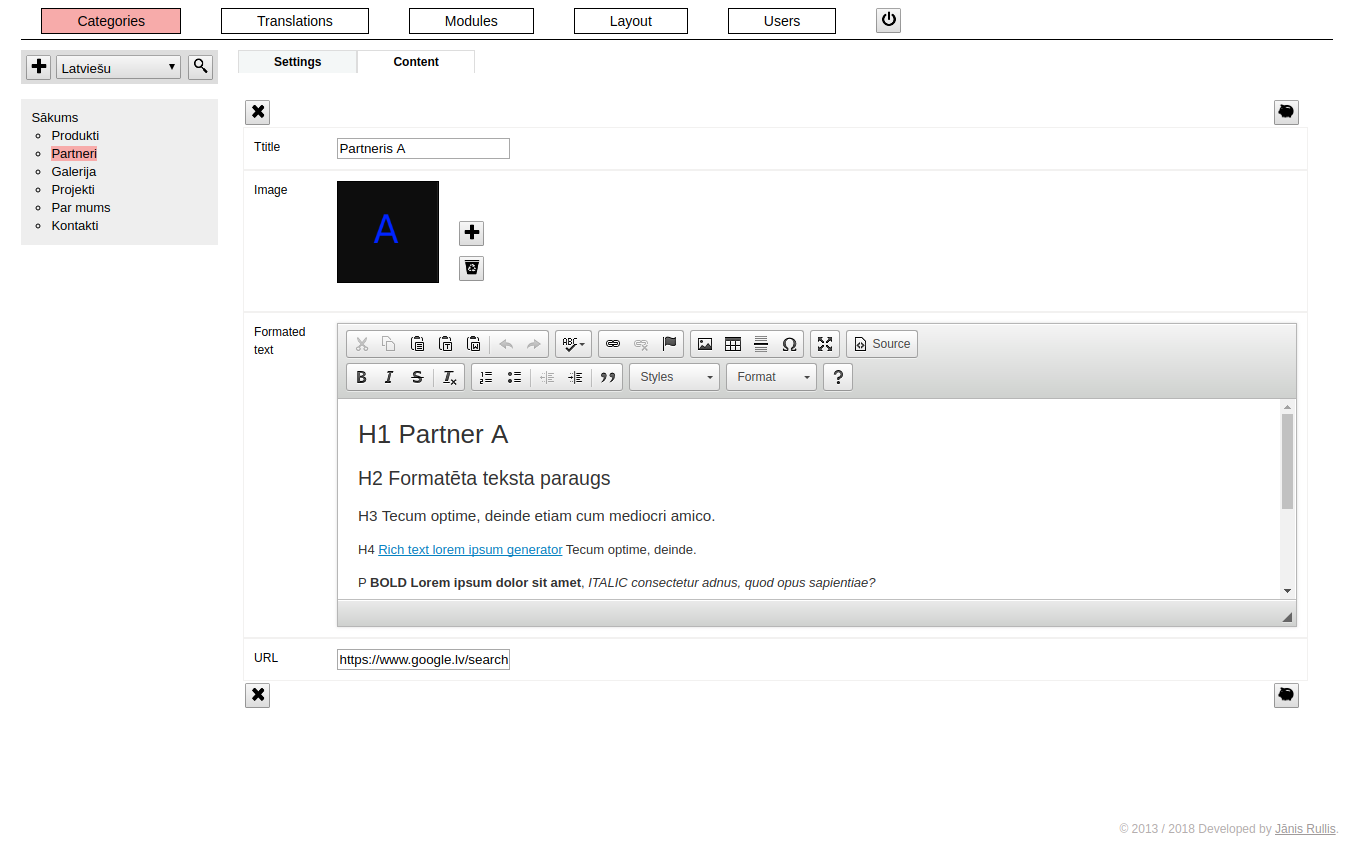 Categories Translations Modules Layout Users
Latviešu
Settings Content
Sākums
Produkti
Partneri
Galerija
Projekti
Par mums
Kontakti
Ttitle Partneris A
Image
A
Formated
text
ABC
Source
B I S Tx
Styles Format ?
H1 Partner A
H2 Formatēta teksta paraugs
H3 Tecum optime, deinde etiam cum mediocri amico.
H4 Rich text lorem ipsum generator Tecum optime, deinde.
P BOLD Lorem ipsum dolor sit amet, ITALIC consectetur adnus, quod opus sapientiae?
URL https://www.google.lv/search
© 2013 / 2018 Developed by Jānis Rullis.